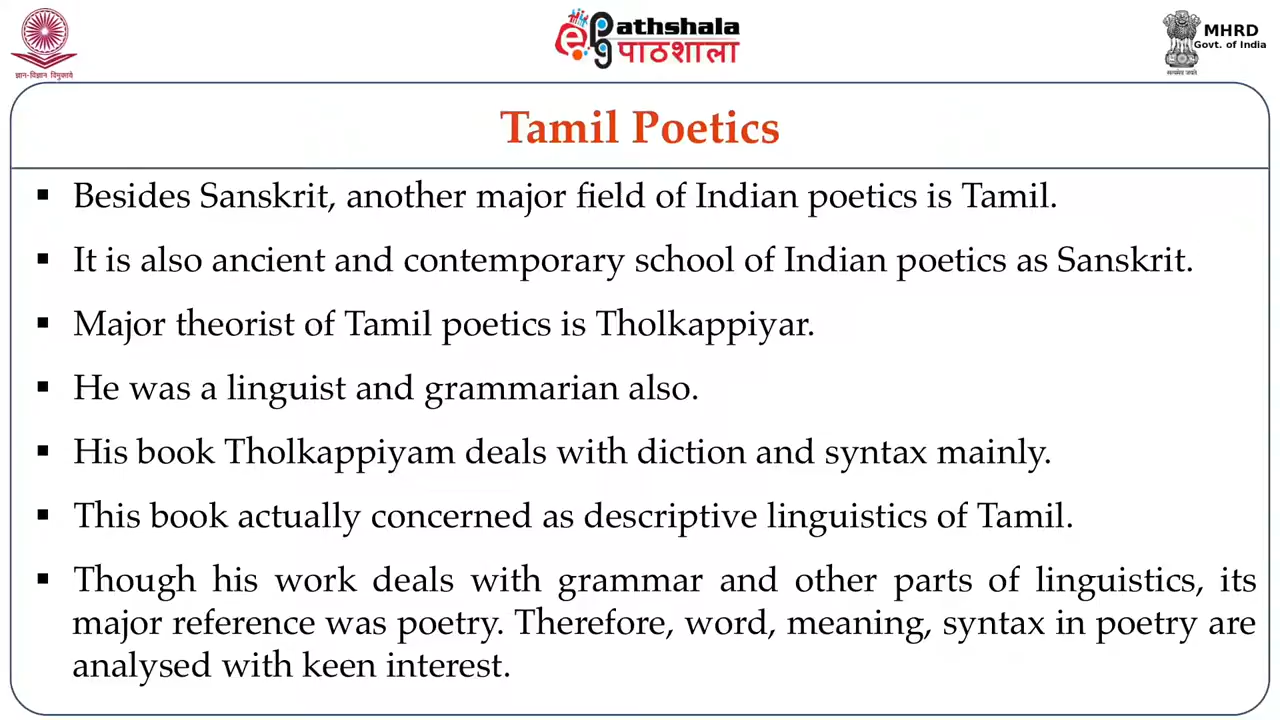 ज्ञान-विज्ञान विमुक्तये
e Pathshala
पाठशाला
MHRD
Govt. of India
सत्यमेव जयते
Tamil Poetics
▪ Besides Sanskrit, another major field of Indian poetics is Tamil.
▪ It is also ancient and contemporary school of Indian poetics as Sanskrit.
▪ Major theorist of Tamil poetics is Tholkappiyar.
▪ He was a linguist and grammarian also.
▪ His book Tholkappiyam deals with diction and syntax mainly.
▪ This book actually concerned as descriptive linguistics of Tamil.
▪ Though his work deals with grammar and other parts of linguistics, its
major reference was poetry. Therefore, word, meaning, syntax in poetry are
analysed with keen interest.